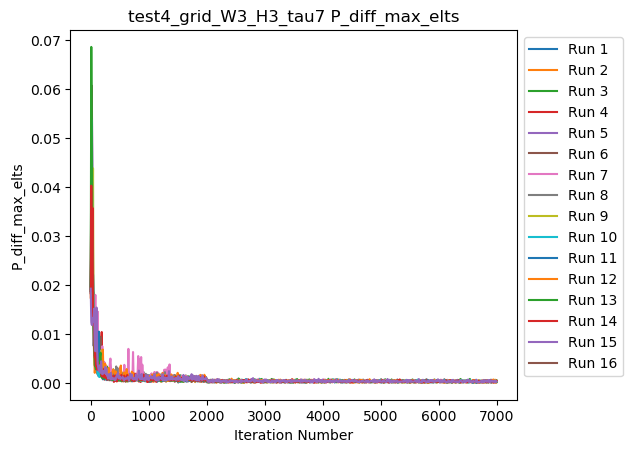 test4_grid_W3_H3_tau7 P_diff_max_elts
P_diff_max_elts
0.07
0.06
0.05
0.04
0.03
0.02
0.01
0.00
0
1000
2000
3000
4000
5000
6000
7000
Iteration Number
Run 1
Run 2
Run 3
Run 4
Run 5
Run 6
Run 7
Run 8
Run 9
Run 10
Run 11
Run 12
Run 13
Run 14
Run 15
Run 16